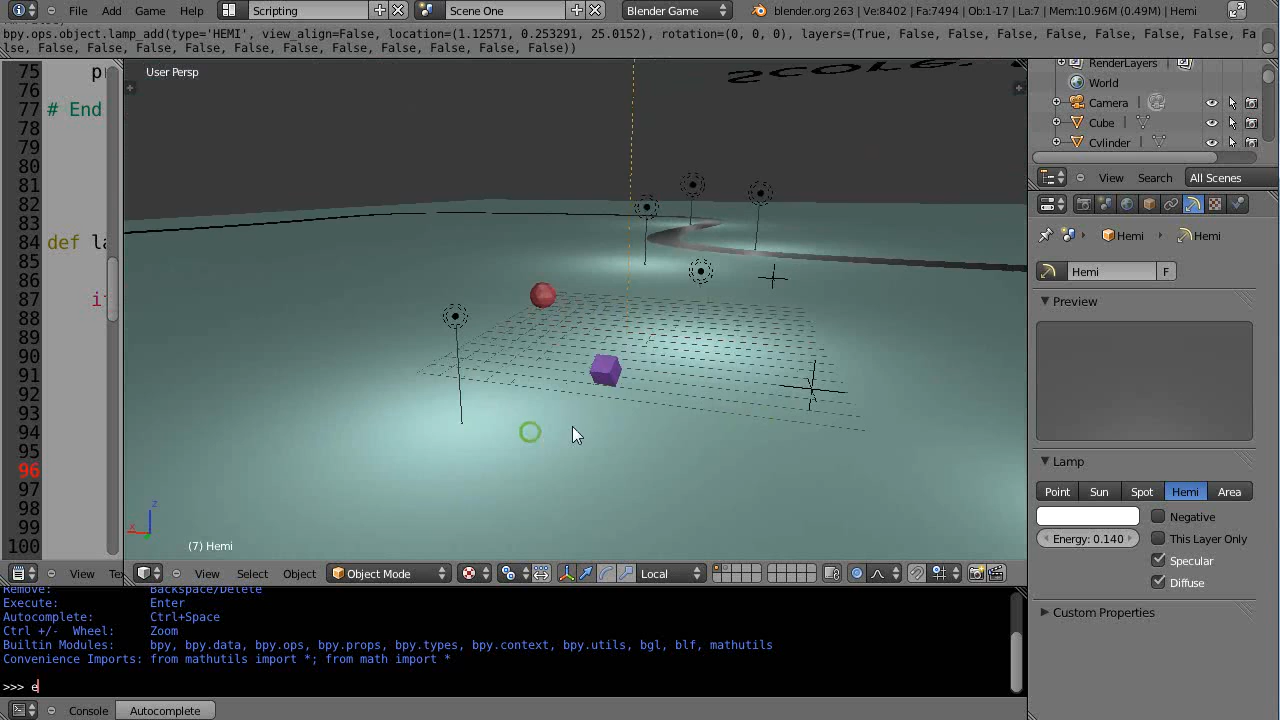 File Add Game Help Scripting Scene One Blender Game blender.org 263 | Ve:8402 | Fa:7494 | Ob:1-17 | La:7 | Mem:10.96M
bpy.ops.object.lamp_add(type='HEMI', view_align=False, location=(1.12571, 0.253291, 25.0152), rotation=(0, 0, 0), layers=(True, False, False, False, False, False, False, Fa
lse, False, False, False, False, False, False, False, False, False, False, False, False))
75
76
77 # End
78
79
80
81
82
83
84 def la
85
86
87 if
88
89
90
91
92
93
94
95
96
97
98
99
100
User Persp
z
x
(7) Hemi
View View Select Object Object Mode Local
Remove: Backspace/Delete
Execute: Enter
Autocomplete: Ctrl+Space
Ctrl +/- Wheel: Zoom
Builtin Modules: bpy, bpy.data, bpy.ops, bpy.props, bpy.types, bpy.context, bpy.utils, bgl, blf, mathutils
Convenience Imports: from mathutils import *; from math import *
>>> e
Console Autocomplete
RenderLayers
World
Camera
Cube
Cylinder
View Search All Scenes
Hemi Hemi
Hemi F
Preview
Lamp
Point Sun Spot Hemi Area
Negative
Energy: 0.140 This Layer Only
Specular
Diffuse
Custom Properties